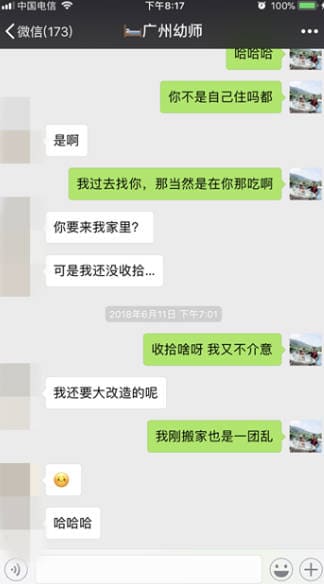 中国电信 下午8:17 100%
微信(173) 广州幼师
哈哈哈
你不是自己住吗都
是啊
我过去找你，那当然是在你那吃啊
你要来我家里？
可是我还没收拾...
2018年6月11日 下午7:01
收拾啥呀 我又不介意
我还要大改造的呢
我刚搬家也是一团乱
哈哈哈